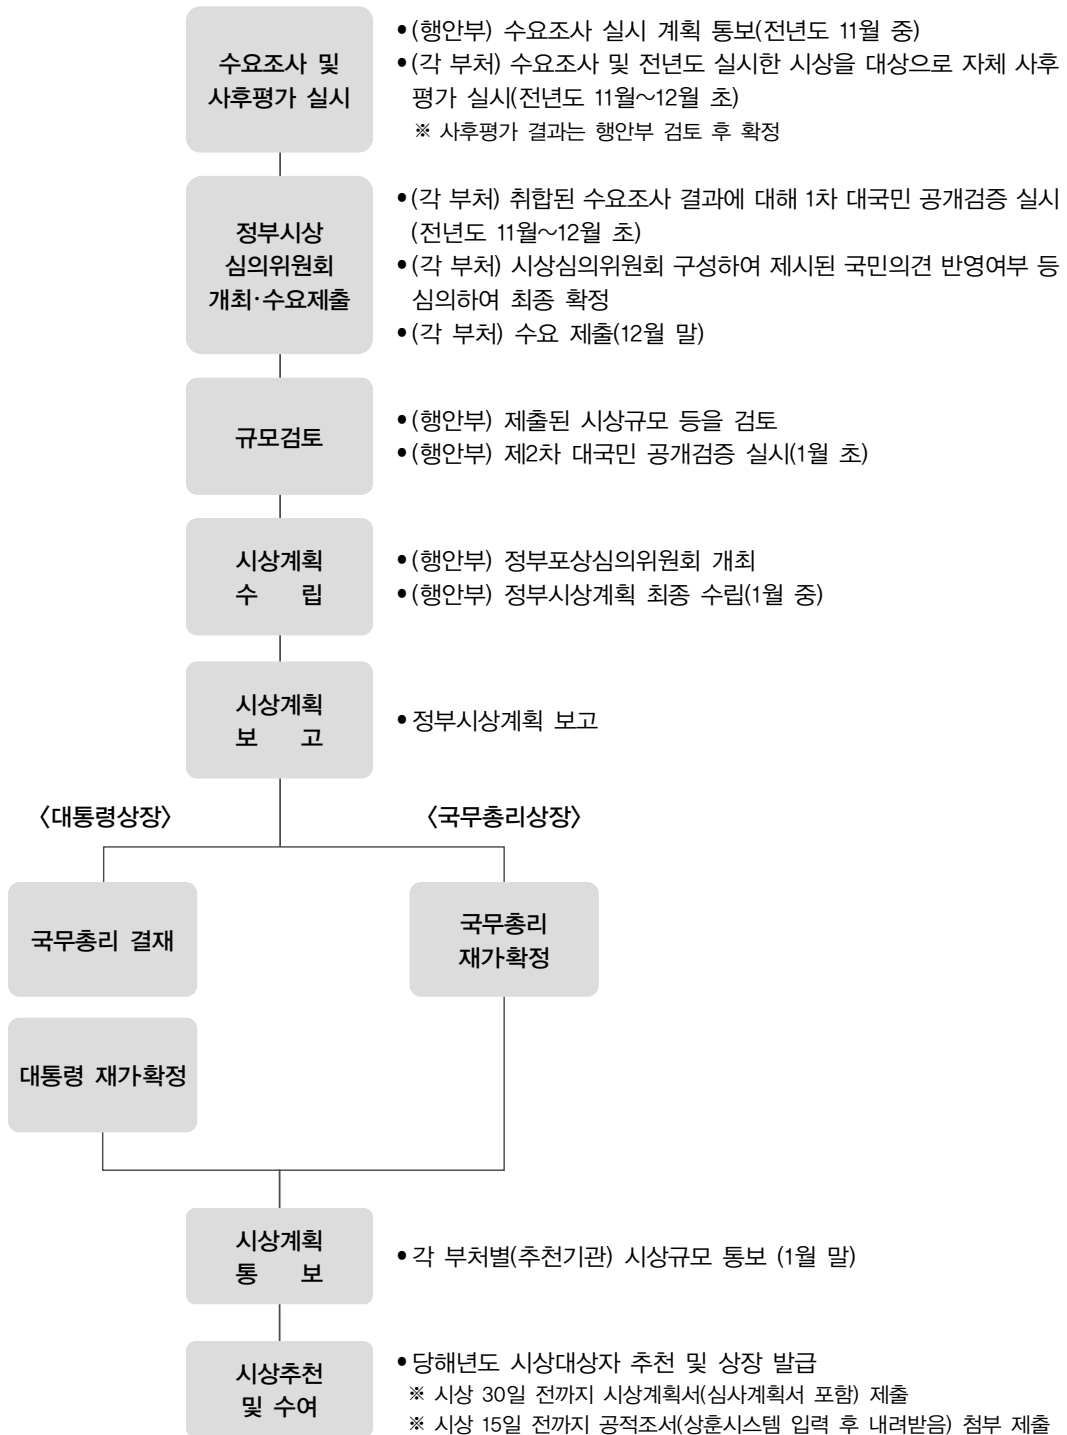 수요조사 및
사후평가 실시
•(행안부) 수요조사 실시 계획 통보(전년도 11월 중)
•(각 부처) 수요조사 및 전년도 실시한 시상을 대상으로 자체 사후
평가 실시(전년도 11월~12월 초)
※ 사후평가 결과는 행안부 검토 후 확정
정부시상
심의위원회
개최·수요제출
•(각 부처) 취합된 수요조사 결과에 대해 1차 대국민 공개검증 실시
(전년도 11월~12월 초)
•(각 부처) 시상심의위원회 구성하여 제시된 국민의견 반영여부 등
심의하여 최종 확정
•(각 부처) 수요 제출(12월 말)
규모검토
•(행안부) 제출된 시상규모 등을 검토
•(행안부) 제2차 대국민 공개검증 실시(1월 초)
시상계획
수 립
•(행안부) 정부포상심의위원회 개최
•(행안부) 정부시상계획 최종 수립(1월 중)
시상계획
보 고
•정부시상계획 보고
〈대통령상장〉
〈국무총리상장〉
국무총리 결재
국무총리
재가·확정
대통령 재가·확정
시상계획
통 보
•각 부처별(추천기관) 시상규모 통보 (1월 말)
시상추천
및 수여
•당해년도 시상대상자 추천 및 상장 발급
※ 시상 30일 전까지 시상계획서(심사계획서 포함) 제출
※ 시상 15일 전까지 공적조서(상훈시스템 입력 후 내려받음) 첨부 제출